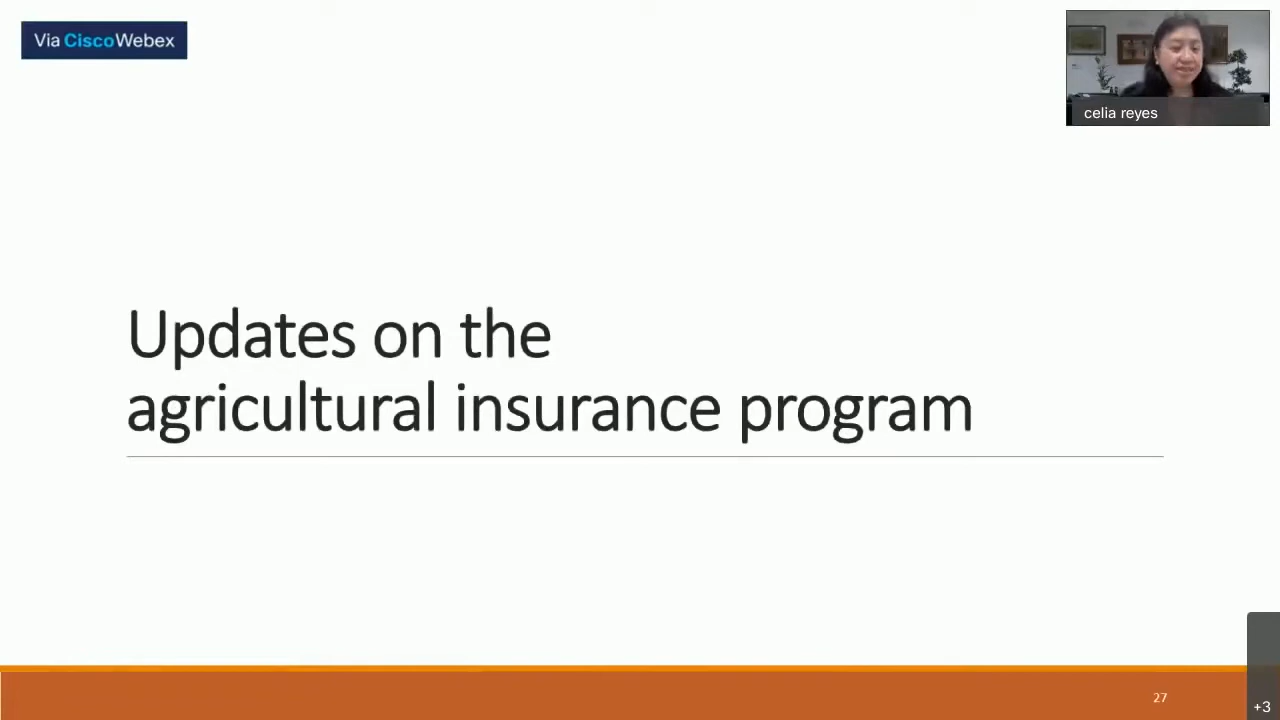 Via CiscoWebex
celia reyes
Updates on the
agricultural insurance program
27
+3